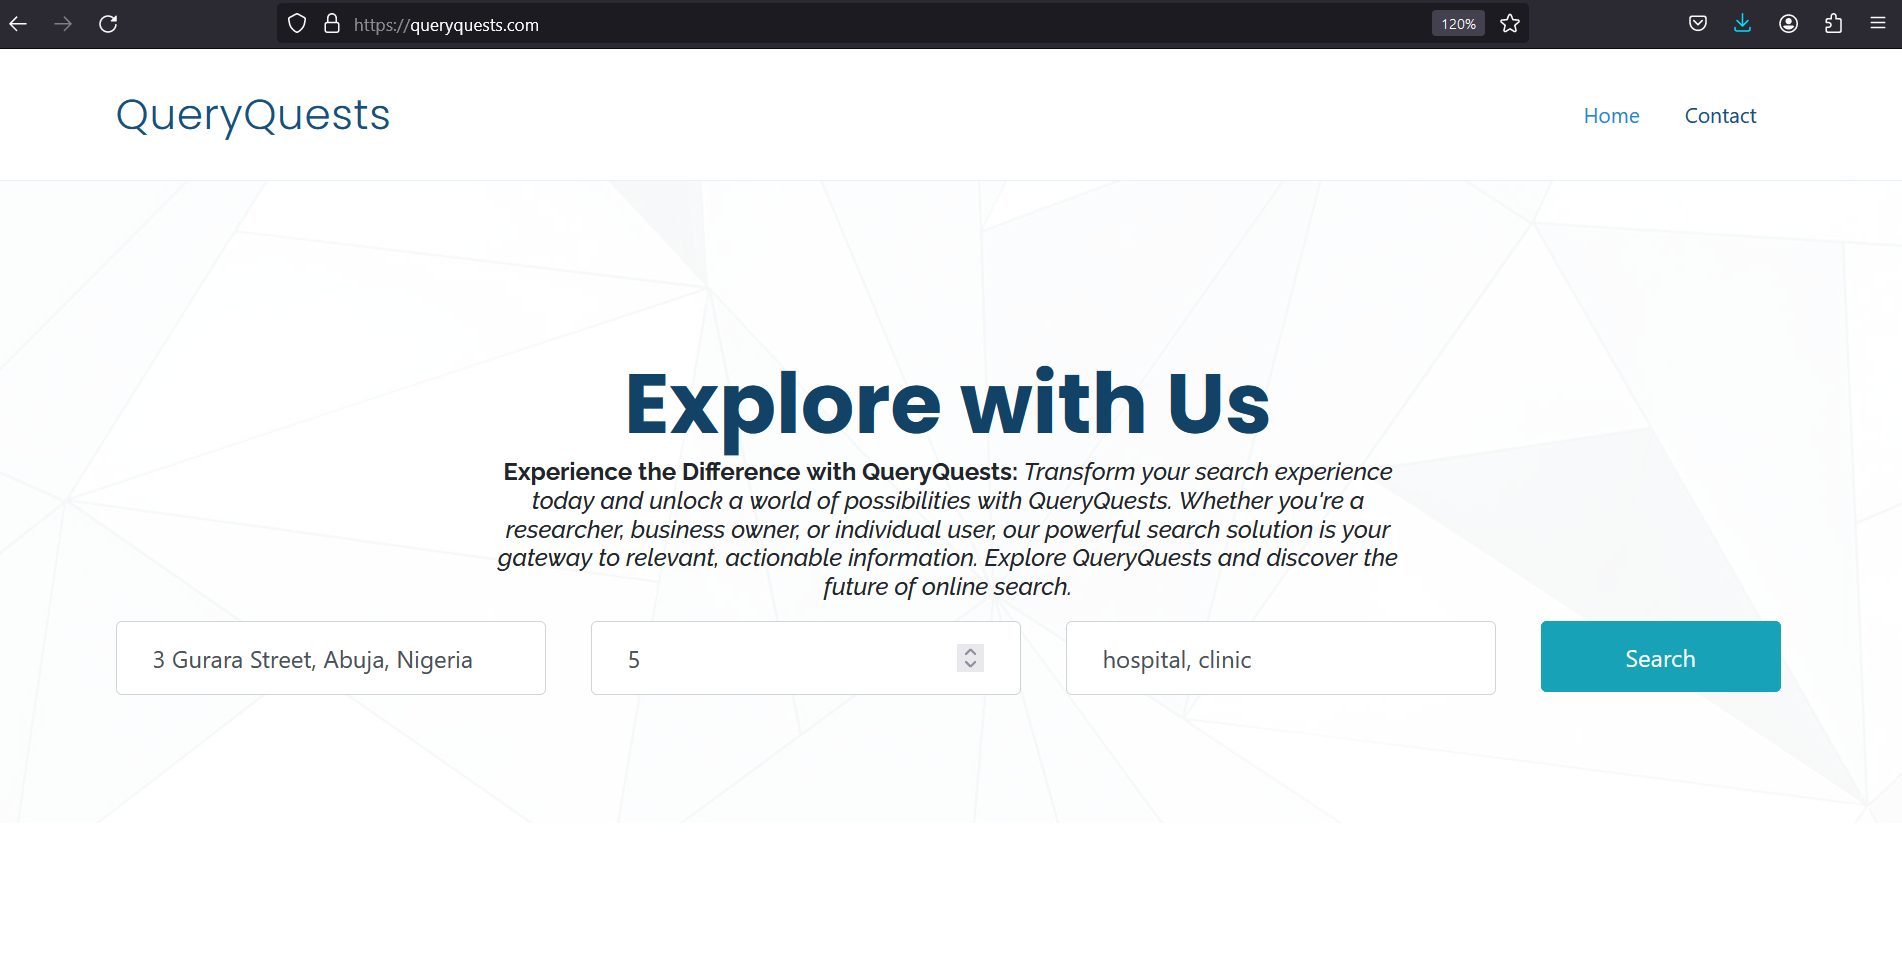 https://queryquests.com
120%
QueryQuests
Home
Contact
Explore with Us
Experience the Difference with QueryQuests: Transform your search experience
today and unlock a world of possibilities with QueryQuests. Whether you're a
researcher, business owner, or individual user, our powerful search solution is your
gateway to relevant, actionable information. Explore QueryQuests and discover the
future of online search.
3 Gurara Street, Abuja, Nigeria
5
hospital, clinic
Search